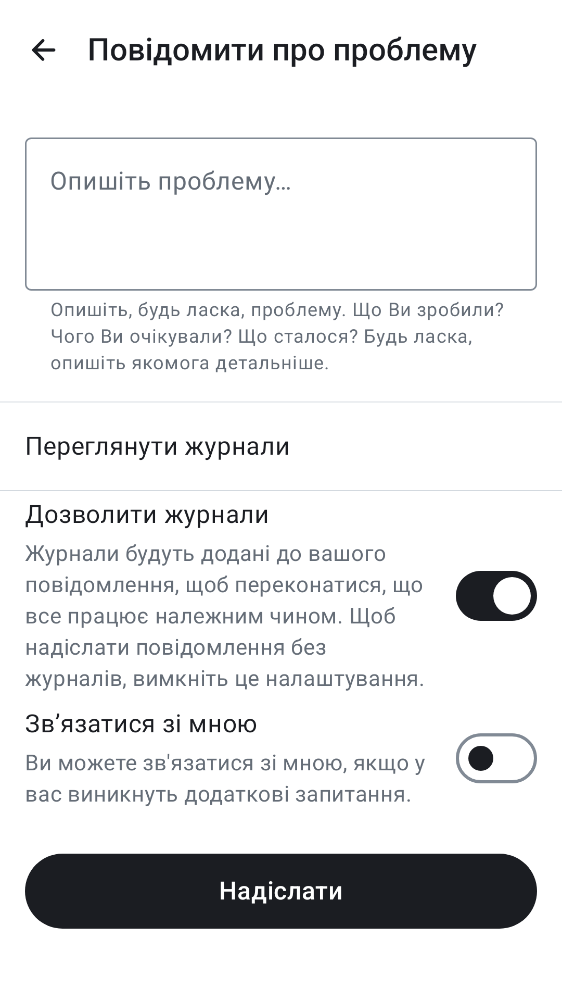 Повідомити про проблему
Опишіть проблему…
Опишіть, будь ласка, проблему. Що Ви зробили?
Чого Ви очікували? Що сталося? Будь ласка,
опишіть якомога детальніше.
Переглянути журнали
Дозволити журнали
Журнали будуть додані до вашого
повідомлення, щоб переконатися, що
все працює належним чином. Щоб
надіслати повідомлення без
журналів, вимкніть це налаштування.
Зв’язатися зі мною
Ви можете зв'язатися зі мною, якщо у
вас виникнуть додаткові запитання.
Надіслати